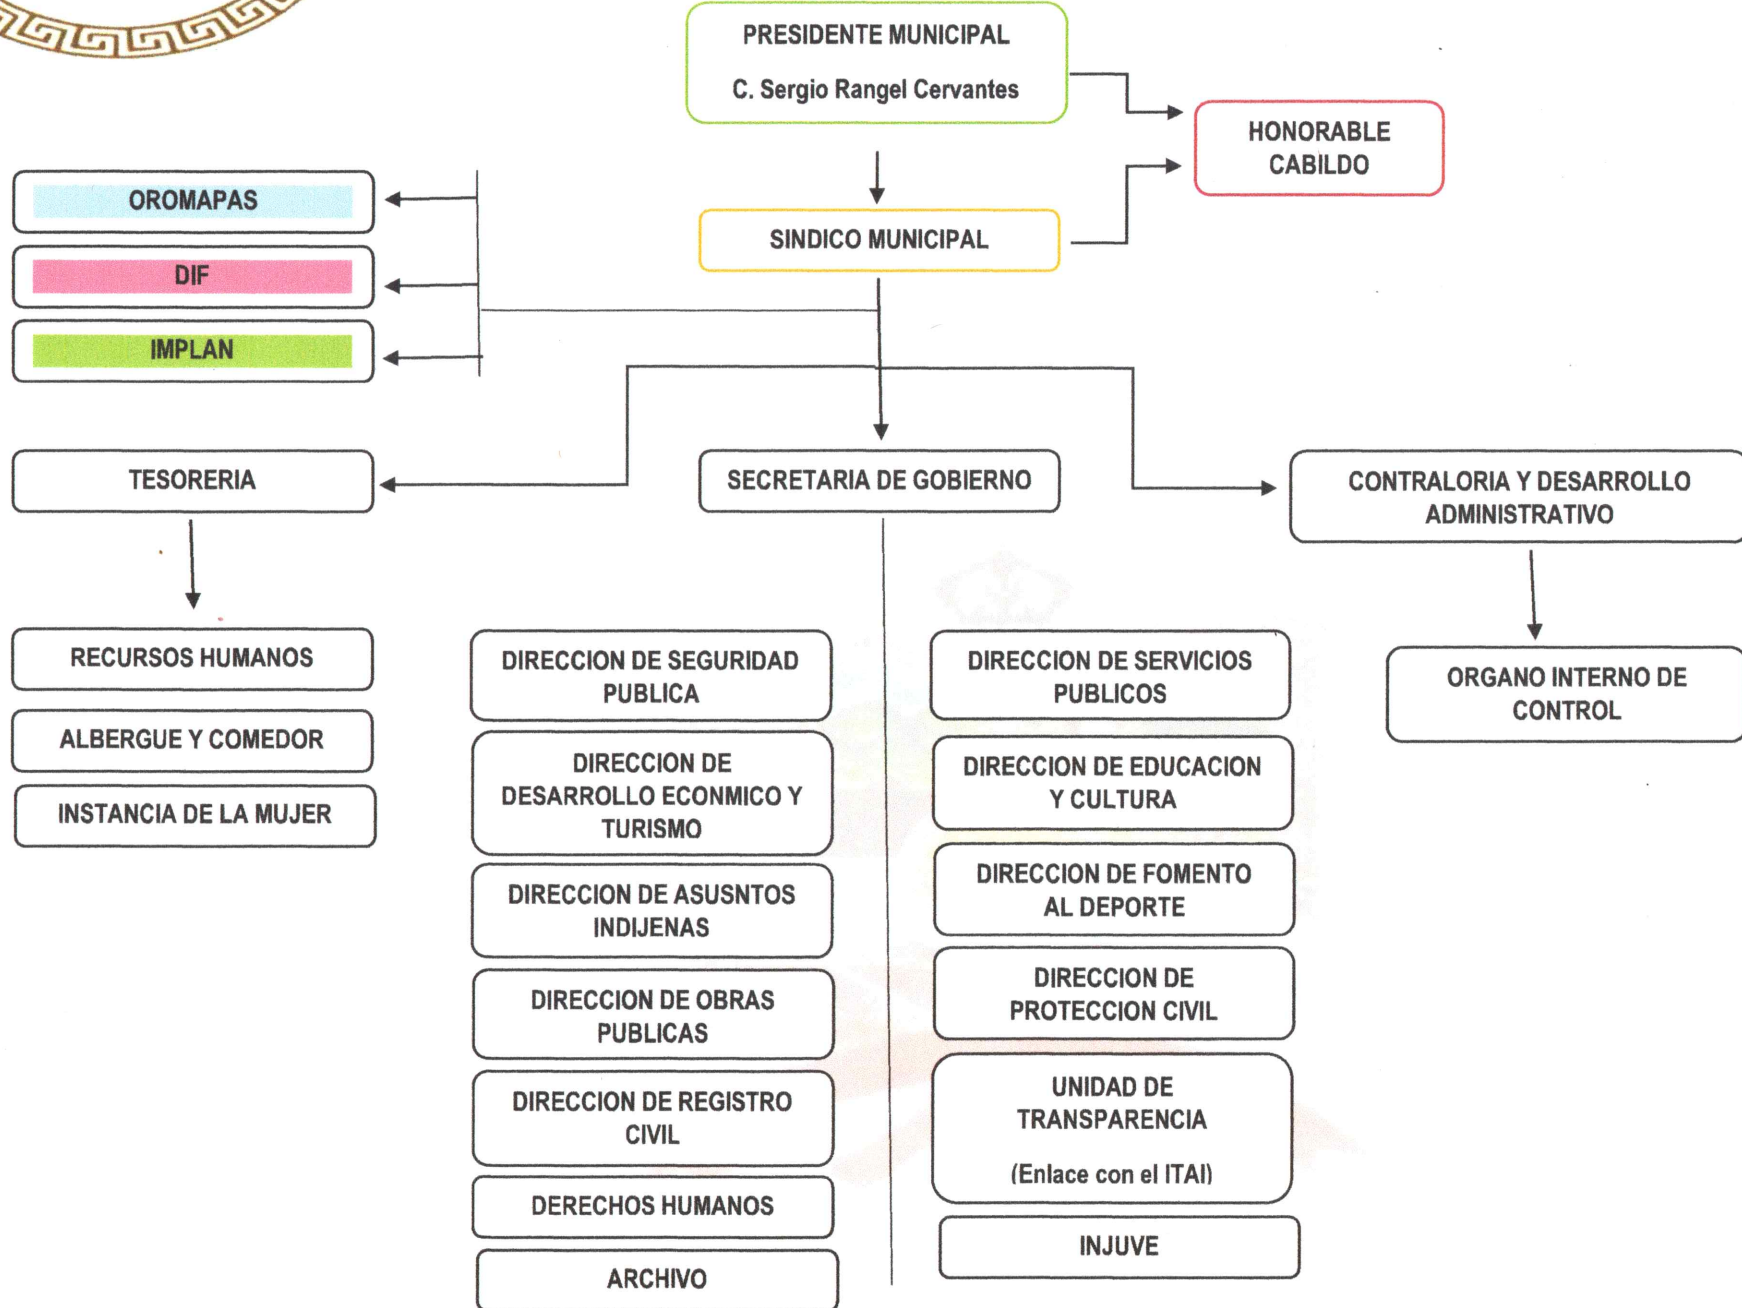 PRESIDENTE MUNICIPAL
C. Sergio Rangel Cervantes
HONORABLE
CABILDO
OROMAPAS
DIF
IMPLAN
SINDICO MUNICIPAL
TESORERIA
SECRETARIA DE GOBIERNO
CONTRALORIA Y DESARROLLO
ADMINISTRATIVO
RECURSOS HUMANOS
ALBERGUE Y COMEDOR
INSTANCIA DE LA MUJER
DIRECCION DE SEGURIDAD
PUBLICA
DIRECCION DE
DESARROLLO ECONMICO Y
TURISMO
DIRECCION DE ASUSNTOS
INDIJENAS
DIRECCION DE OBRAS
PUBLICAS
DIRECCION DE REGISTRO
CIVIL
DERECHOS HUMANOS
ARCHIVO
DIRECCION DE SERVICIOS
PUBLICOS
DIRECCION DE EDUCACION
Y CULTURA
DIRECCION DE FOMENTO
AL DEPORTE
DIRECCION DE
PROTECCION CIVIL
UNIDAD DE
TRANSPARENCIA
(Enlace con el ITAI)
INJUVE
ORGANO INTERNO DE
CONTROL